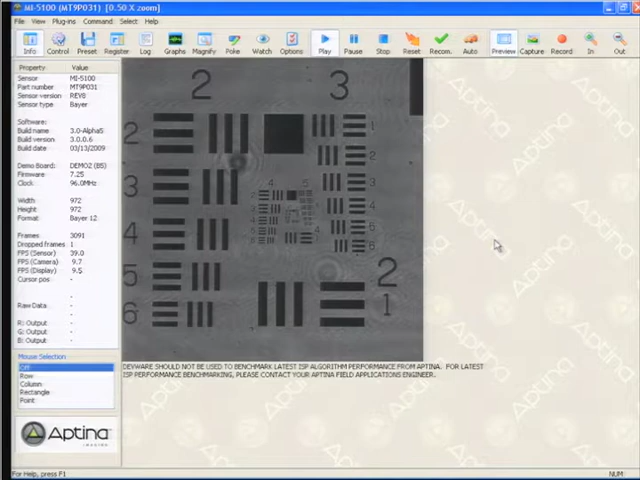 MI-5100 (MT9P031) [0.50 X zoom]
File View Plug-ins Command Select Help
Info Control Preset Register Log Graphs Magnify Poke Watch Options Play Pause Stop Reset Recom. Auto Preview Capture Record In Out
Property Value
Sensor MI-5100
Part number MT9P031
Sensor version REV8
Sensor type Bayer
Software:
Build name 3.0-Alpha5
Build version 3.0.0.6
Build date 03/13/2009
Demo Board: DEMO2 (B5)
Firmware 7.25
Clock: 96.0MHz
Width: 972
Height: 972
Format: Bayer 12
Frames: 3091
Dropped frames 1
FPS (Sensor) 39.0
FPS (Camera) 9.7
FPS (Display) 9.5
Cursor pos -
-
Raw Data: -
-
R: Output -
G: Output -
B: Output -
Mouse Selection
Off
Row
Column
Rectangle
Point
Aptina
IMAGING
2 3
2 1
2
3 3
4 4
5 5
6 6
2
1
DEVWARE SHOULD NOT BE USED TO BENCHMARK LATEST ISP ALGORITHM PERFORMANCE FROM APTINA. FOR LATEST
ISP PERFORMANCE BENCHMARKING, PLEASE CONTACT YOUR APTINA FIELD APPLICATIONS ENGINEER.
For Help, press F1
NUM